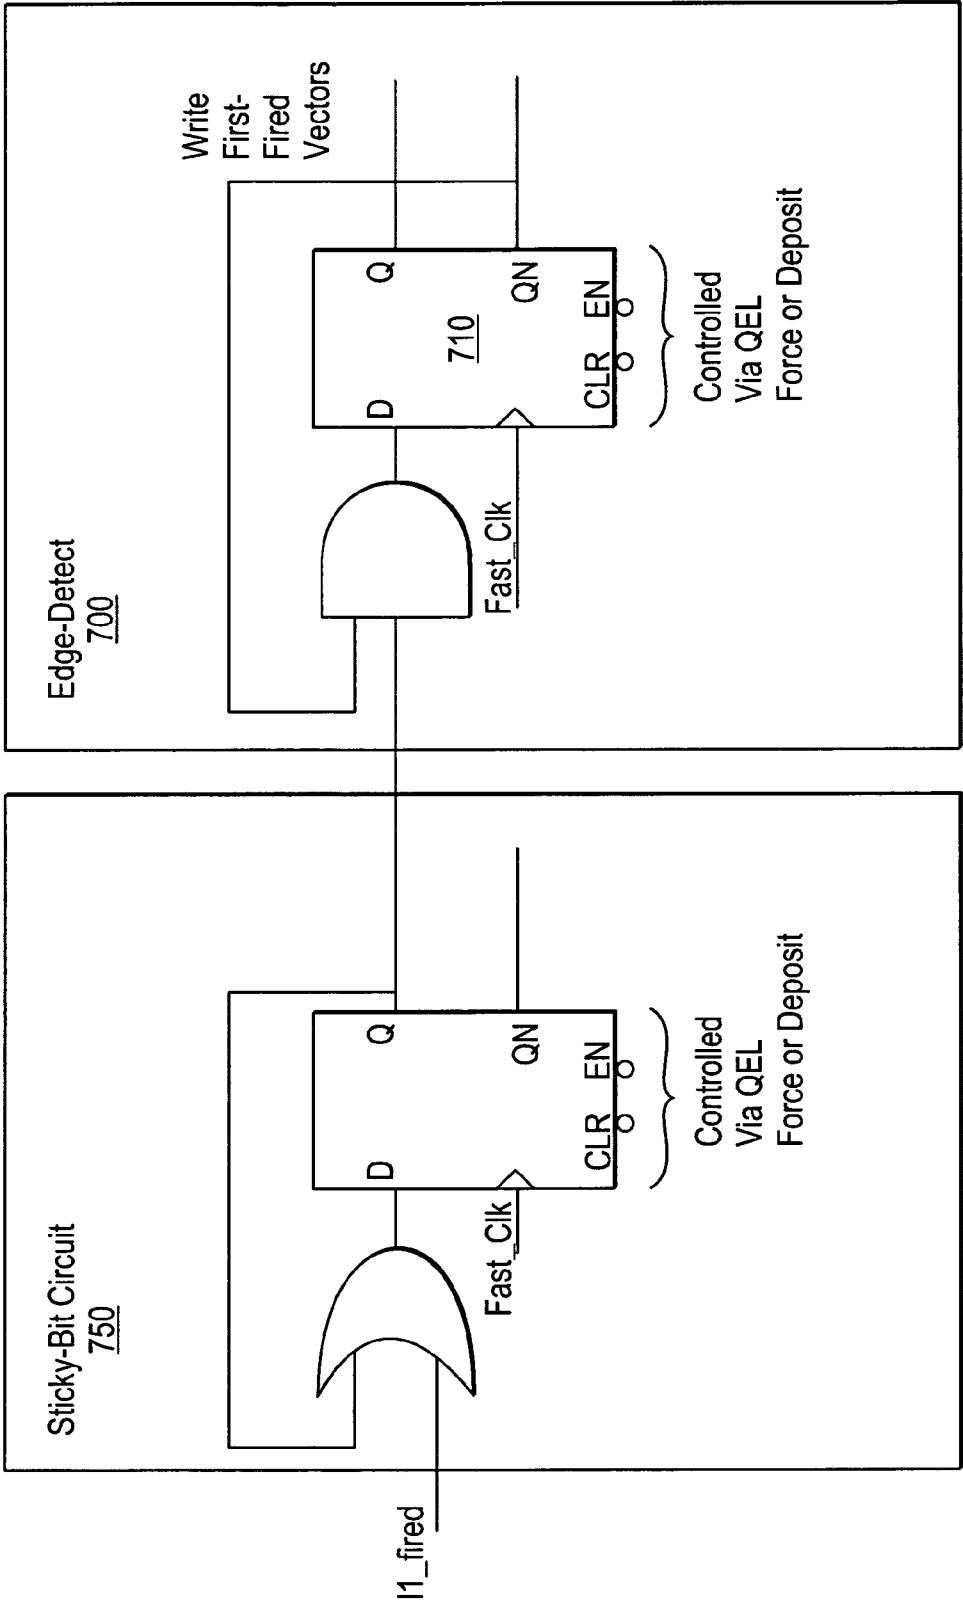 Sticky-Bit Circuit
750
I1_fired
D
Q
QN
CLR
EN
Fast_Clk
Controlled
Via QEL
Force or Deposit
Edge-Detect
700
Write
First-
Fired
Vectors
D
Q
710
QN
CLR
EN
Fast_Clk
Controlled
Via QEL
Force or Deposit